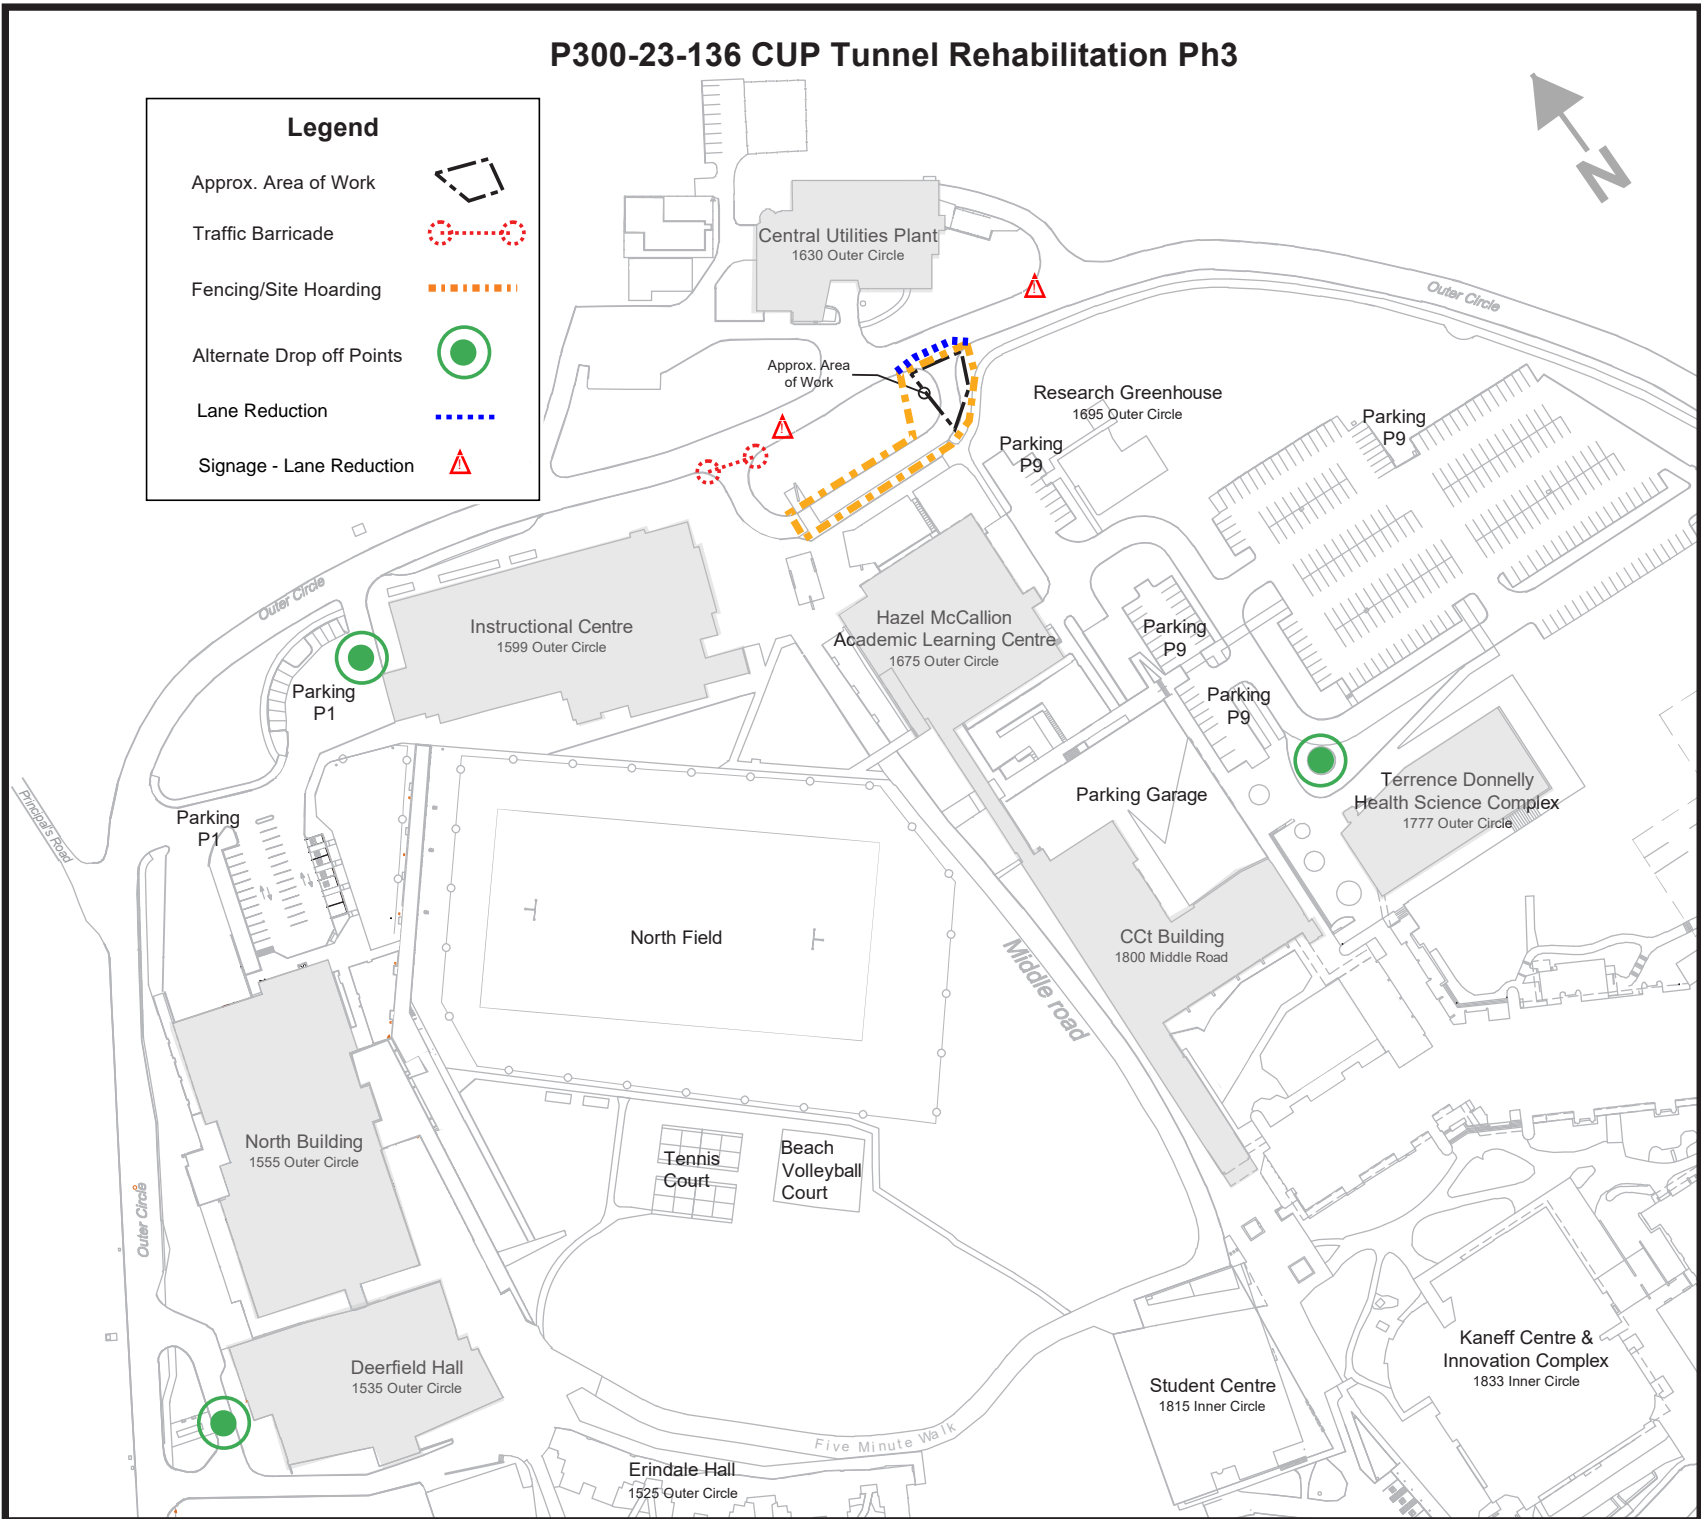 P300-23-136 CUP Tunnel Rehabilitation Ph3
Legend
Approx. Area of Work
Traffic Barricade
Fencing/Site Hoarding
Alternate Drop off Points
Lane Reduction
Signage - Lane Reduction
N
Central Utilities Plant
1630 Outer Circle
Outer Circle
Approx. Area
of Work
Research Greenhouse
1695 Outer Circle
Parking
P9
Parking
P9
Outer Circle
Instructional Centre
1599 Outer Circle
Hazel McCallion
Academic Learning Centre
1675 Outer Circle
Parking
P9
Parking
P1
Parking
P9
Parking Garage
Terrence Donnelly
Health Science Complex
1777 Outer Circle
Principal's Road
Parking
P1
North Field
Middle road
CCt Building
1800 Middle Road
North Building
1555 Outer Circle
Outer Circle
Tennis
Court
Beach
Volleyball
Court
Deerfield Hall
1535 Outer Circle
Student Centre
1815 Inner Circle
Kaneff Centre &
Innovation Complex
1833 Inner Circle
Five Minute Walk
Erindale Hall
1525 Outer Circle